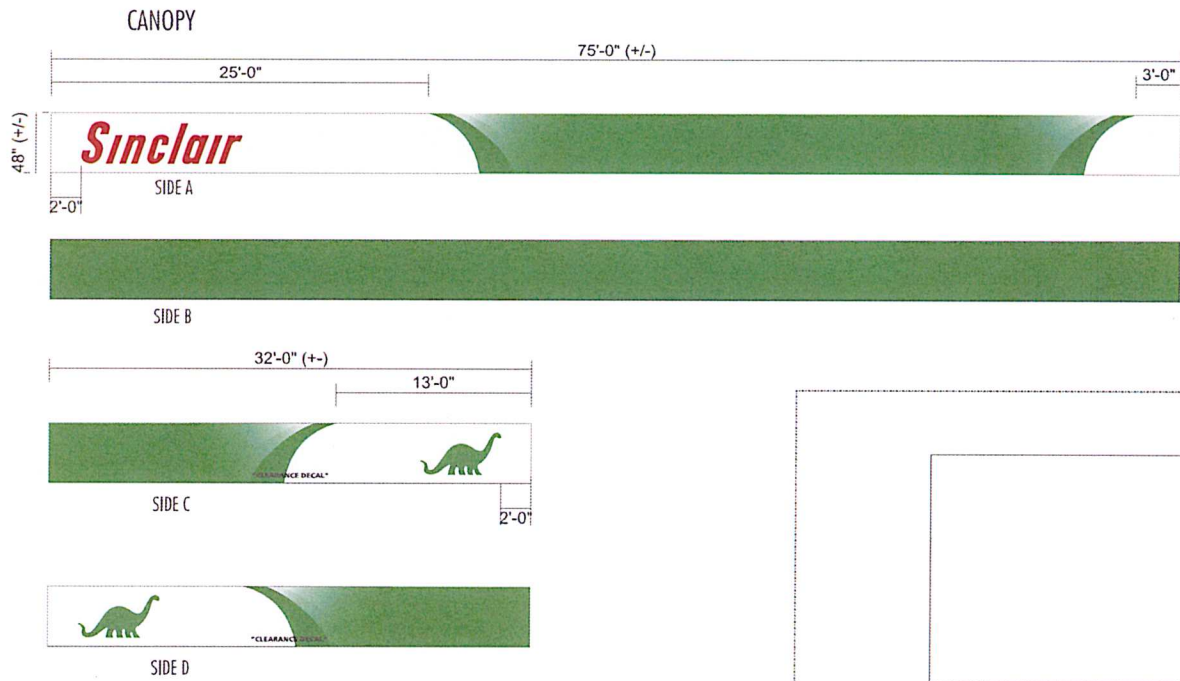 CANOPY
75'-0" (+/-)
25'-0"
3'-0"
48" (+/-)
Sinclair
SIDE A
2'-0"
SIDE B
32'-0" (+-)
13'-0"
"CLEARANCE DECAL"
SIDE C
2'-0"
"CLEARANCE DECAL"
SIDE D